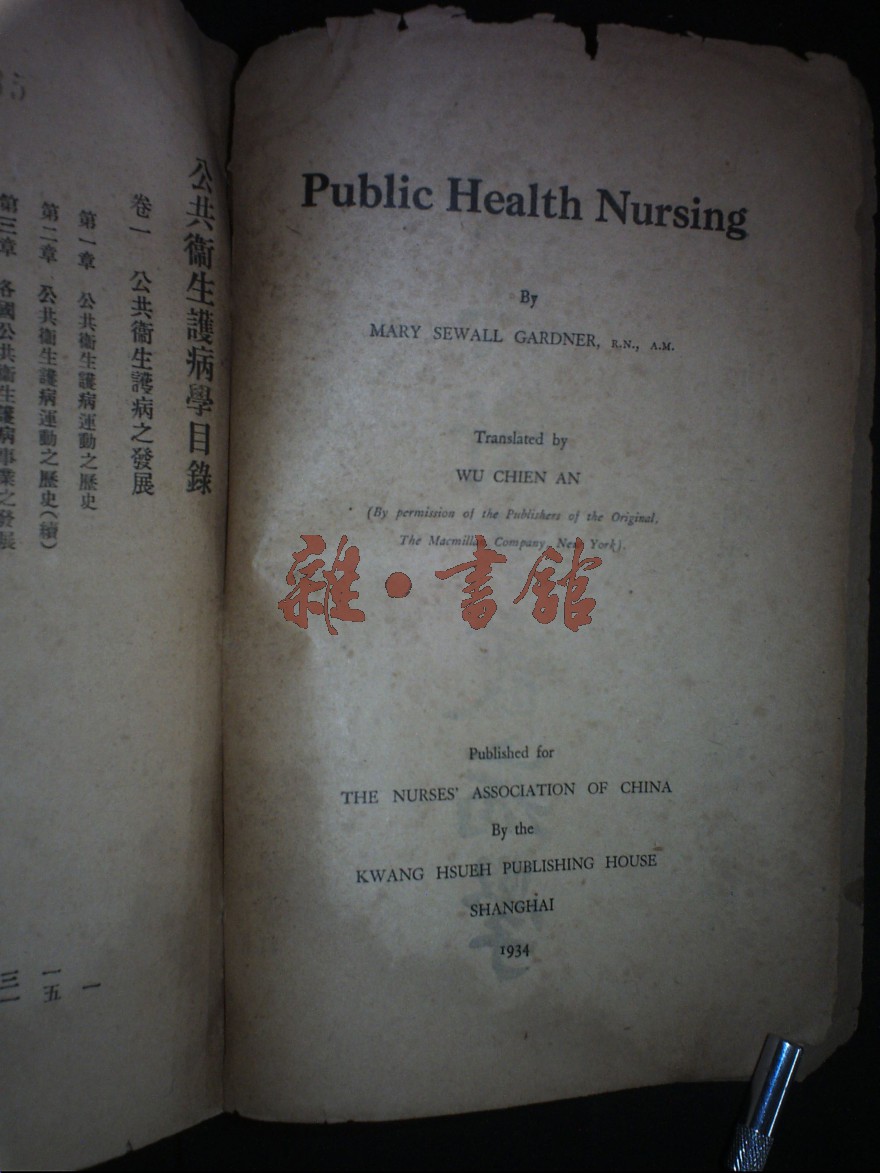 Public Health Nursing
By
MARY SEWALL GARDNER, R.N., A.M.
Translated by
WU CHIEN AN
(By permission of the Publishers of the Original,
The Macmillan Company, New York).
雜·書館
Published for
THE NURSES' ASSOCIATION OF CHINA
By the
KWANG HSUEH PUBLISHING HOUSE
SHANGHAI
1934
公共衞生護病學目錄
卷一 公共衞生護病之發展
第一章 公共衞生護病運動之歷史 一
第二章 公共衞生護病運動之歷史(續) 一五
第三章 各國公共衞生護病事業之發展 三一